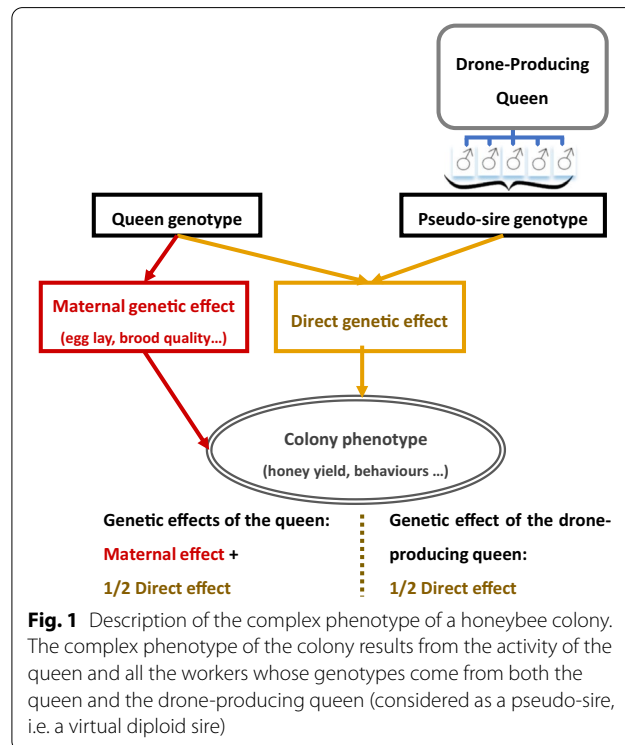 Drone-Producing
Queen
♂ ♂ ♂ ♂ ♂
Queen genotype
Pseudo-sire genotype
Maternal genetic effect
(egg lay, brood quality...)
Direct genetic effect
Colony phenotype
(honey yield, behaviours ...)
Genetic effects of the queen:
Maternal effect +
1/2 Direct effect
Genetic effect of the drone-
producing queen:
1/2 Direct effect
Fig. 1 Description of the complex phenotype of a honeybee colony.
The complex phenotype of the colony results from the activity of the
queen and all the workers whose genotypes come from both the
queen and the drone-producing queen (considered as a pseudo-sire,
i.e. a virtual diploid sire)